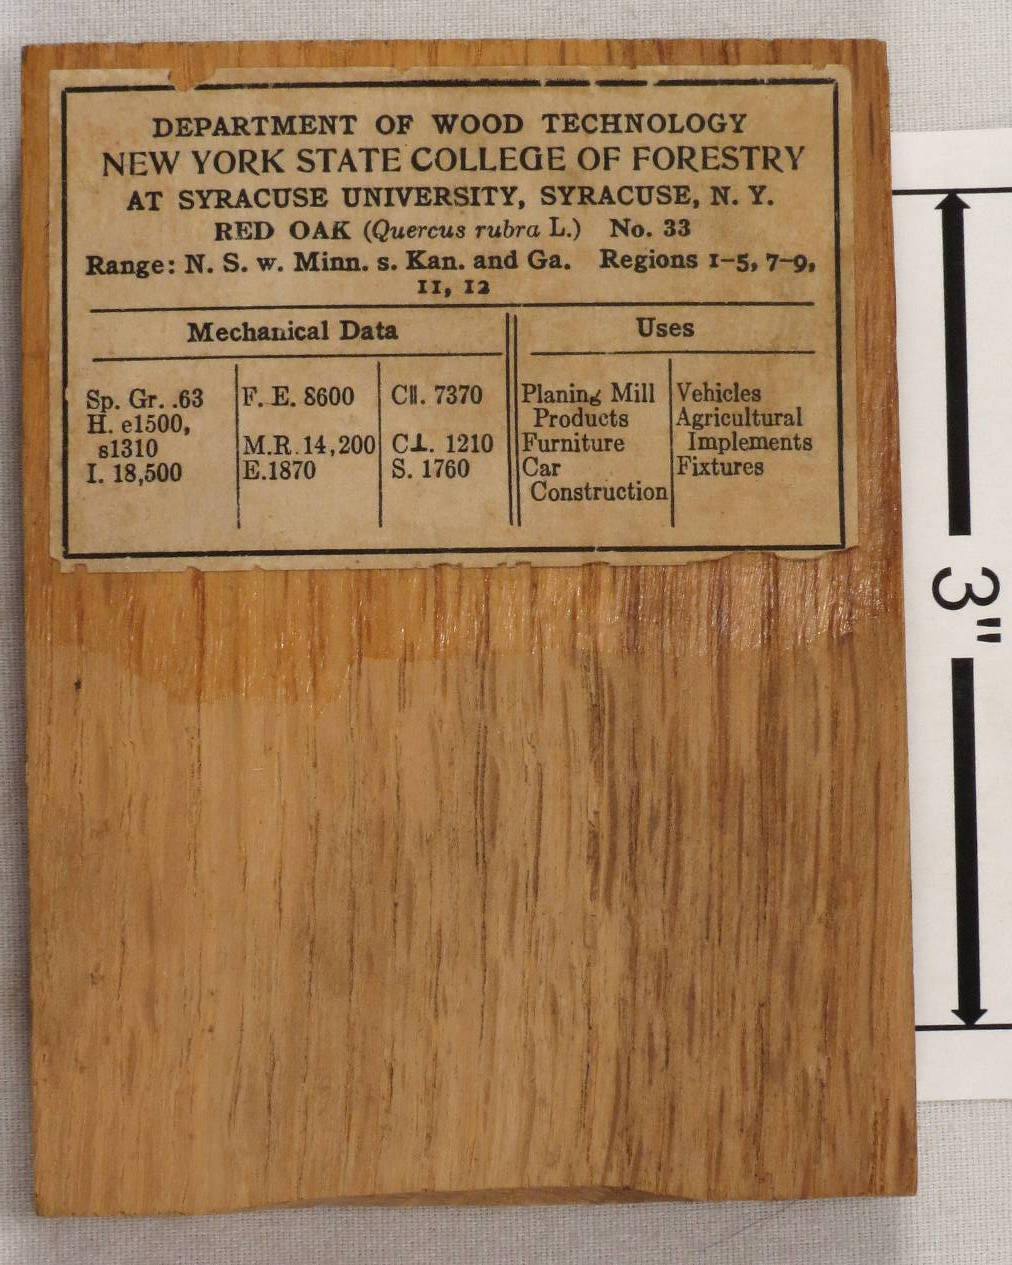 DEPARTMENT OF WOOD TECHNOLOGY
NEW YORK STATE COLLEGE OF FORESTRY
AT SYRACUSE UNIVERSITY, SYRACUSE, N. Y.
RED OAK (Quercus rubra L.) No. 33
Range: N. S. w. Minn. s. Kan. and Ga. Regions 1-5, 7-9,
11, 12
Mechanical Data
Sp. Gr. .63
H. e1500,
s1310
I. 18,500
F. E. 8600
M.R. 14,200
E.1870
C||. 7370
C⊥. 1210
S. 1760
Uses
Planing Mill
Products
Furniture
Car
Construction
Vehicles
Agricultural
Implements
Fixtures
3"